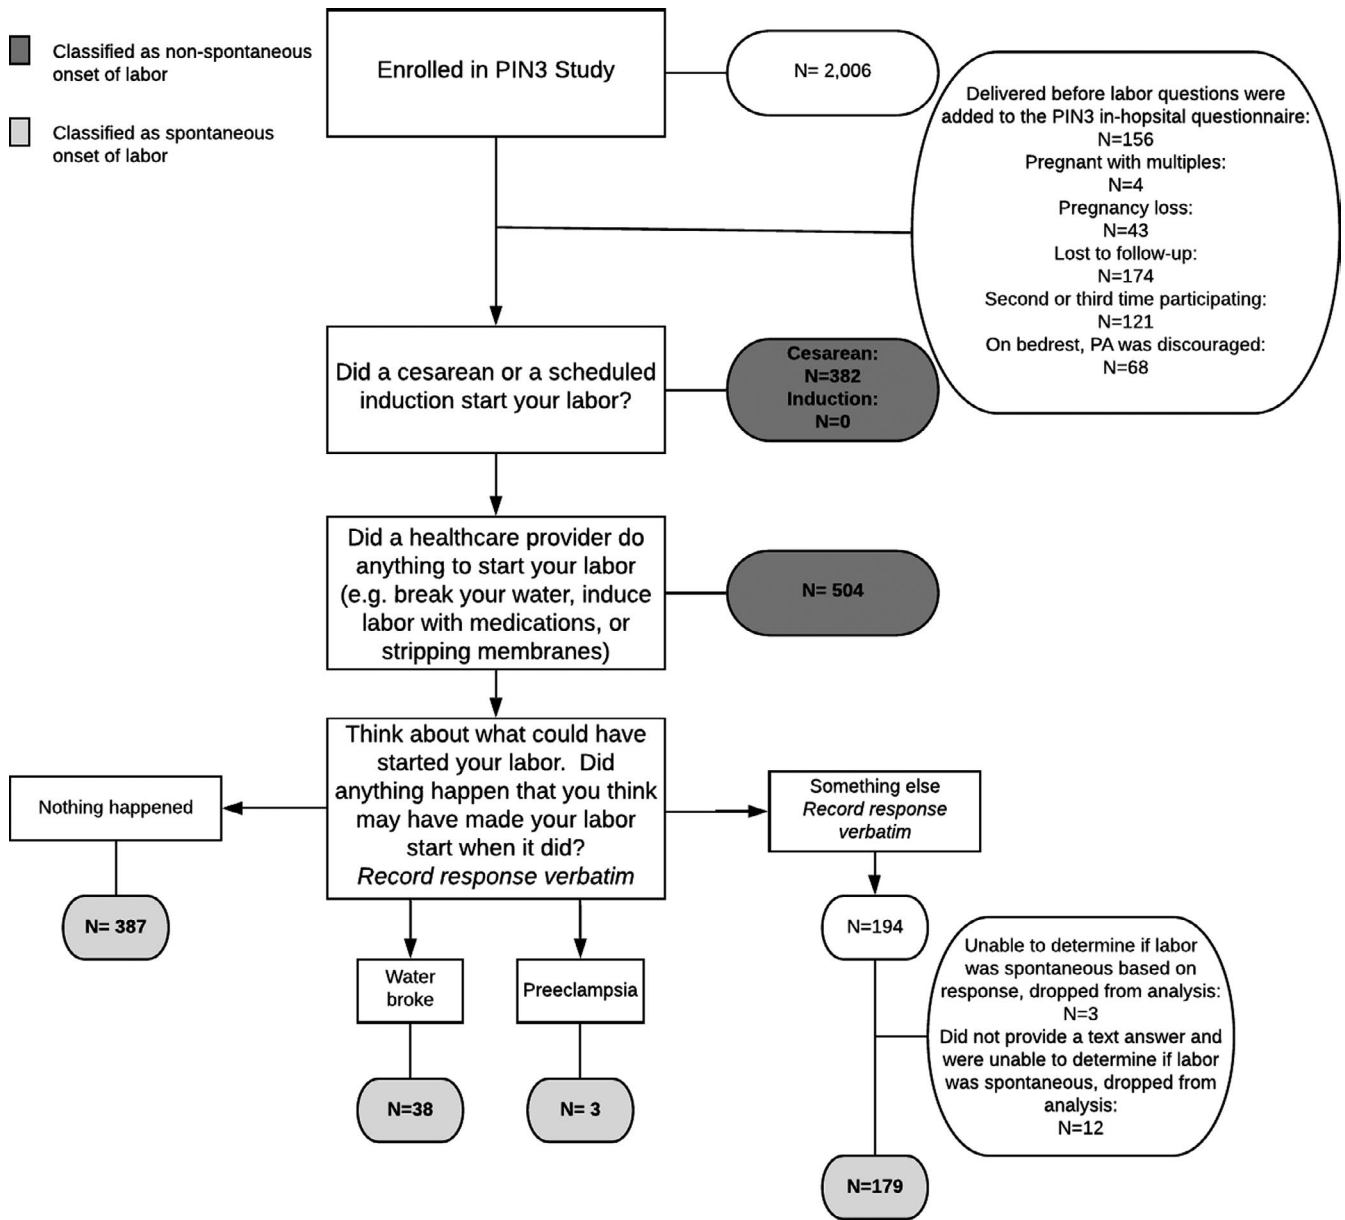 Classified as non-spontaneous
onset of labor
Classified as spontaneous
onset of labor
Enrolled in PIN3 Study
N= 2,006
Delivered before labor questions were
added to the PIN3 in-hopsital questionnaire:
N=156
Pregnant with multiples:
N=4
Pregnancy loss:
N=43
Lost to follow-up:
N=174
Second or third time participating:
N=121
On bedrest, PA was discouraged:
N=68
Did a cesarean or a scheduled
induction start your labor?
Cesarean:
N=382
Induction:
N=0
Did a healthcare provider do
anything to start your labor
(e.g. break your water, induce
labor with medications, or
stripping membranes)
N= 504
Think about what could have
started your labor.  Did
anything happen that you think
may have made your labor
start when it did?
Record response verbatim
Nothing happened
N= 387
Water
broke
N=38
Preeclampsia
N= 3
Something else
Record response
verbatim
N=194
Unable to determine if labor
was spontaneous based on
response, dropped from analysis:
N=3
Did not provide a text answer and
were unable to determine if labor
was spontaneous, dropped from
analysis:
N=12
N=179